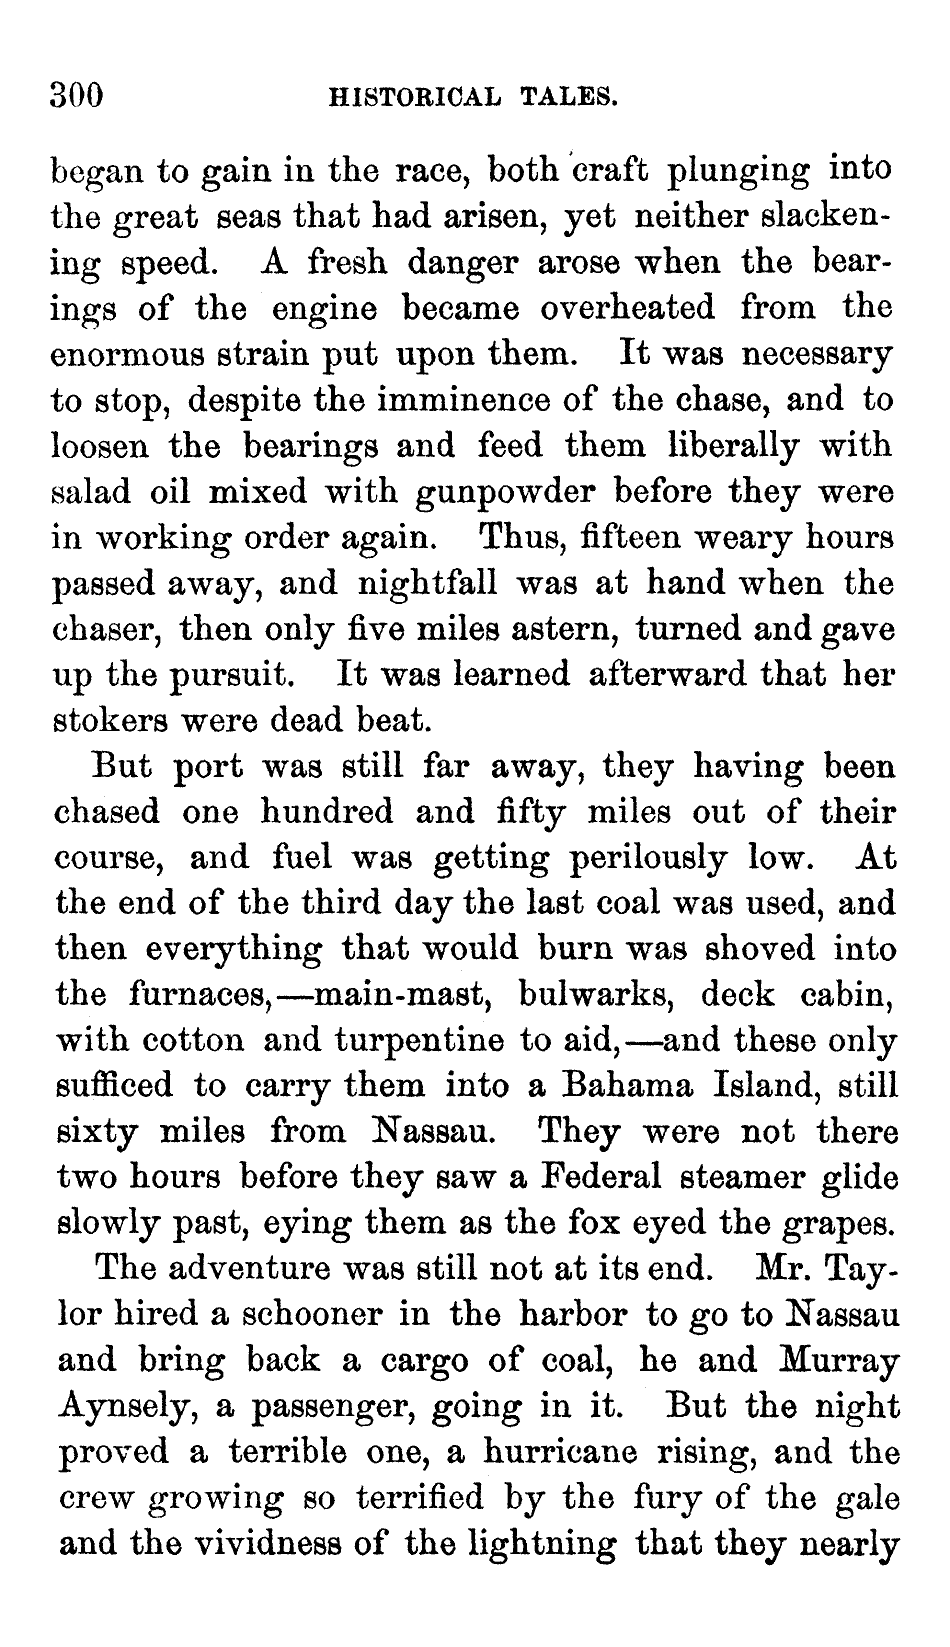 300 HISTORICAL TALES.
began to gain in the race, both craft plunging into
the great seas that had arisen, yet neither slacken-
ing speed. A fresh danger arose when the bear-
ings of the engine became overheated from the
enormous strain put upon them. It was necessary
to stop, despite the imminence of the chase, and to
loosen the bearings and feed them liberally with
salad oil mixed with gunpowder before they were
in working order again. Thus, fifteen weary hours
passed away, and nightfall was at hand when the
chaser, then only five miles astern, turned and gave
up the pursuit. It was learned afterward that her
stokers were dead beat.
But port was still far away, they having been
chased one hundred and fifty miles out of their
course, and fuel was getting perilously low. At
the end of the third day the last coal was used, and
then everything that would burn was shoved into
the furnaces,—main-mast, bulwarks, deck cabin,
with cotton and turpentine to aid,—and these only
sufficed to carry them into a Bahama Island, still
sixty miles from Nassau. They were not there
two hours before they saw a Federal steamer glide
slowly past, eying them as the fox eyed the grapes.
The adventure was still not at its end. Mr. Tay-
lor hired a schooner in the harbor to go to Nassau
and bring back a cargo of coal, he and Murray
Aynsely, a passenger, going in it. But the night
proved a terrible one, a hurricane rising, and the
crew growing so terrified by the fury of the gale
and the vividness of the lightning that they nearly